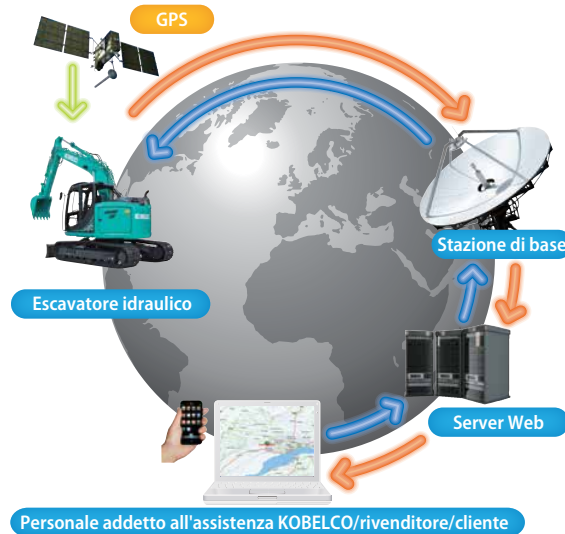 GPS
Stazione di base
Escavatore idraulico
Server Web
Personale addetto all'assistenza KOBELCO/rivenditore/cliente